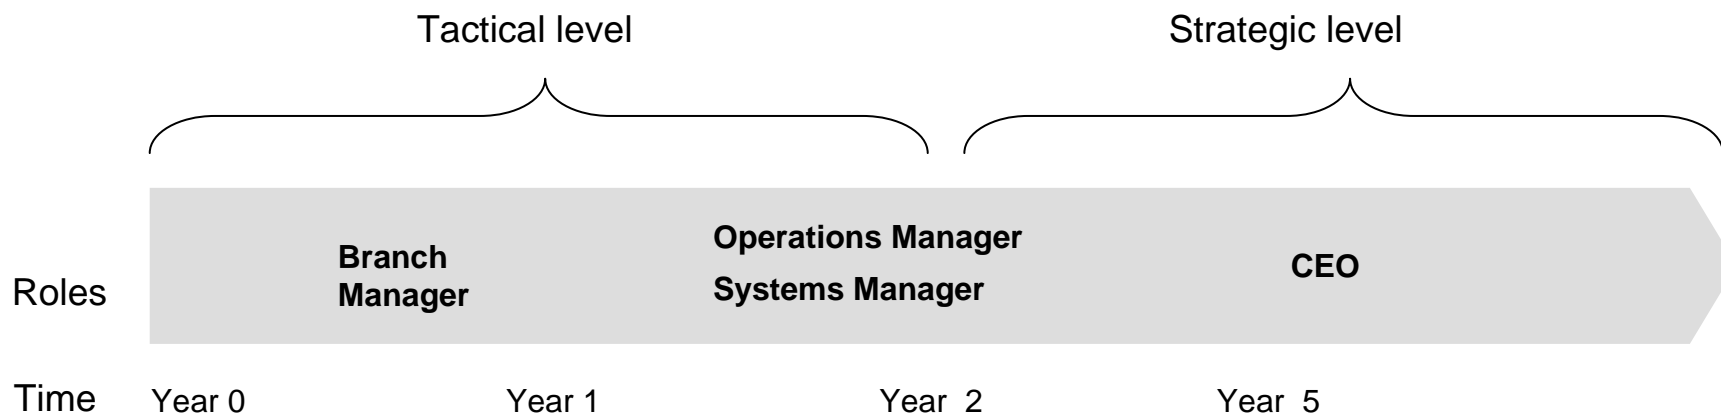 Tactical level
Strategic level
Roles
Branch
Manager
Operations Manager
Systems Manager
CEO
Time
Year 0
Year 1
Year 2
Year 5